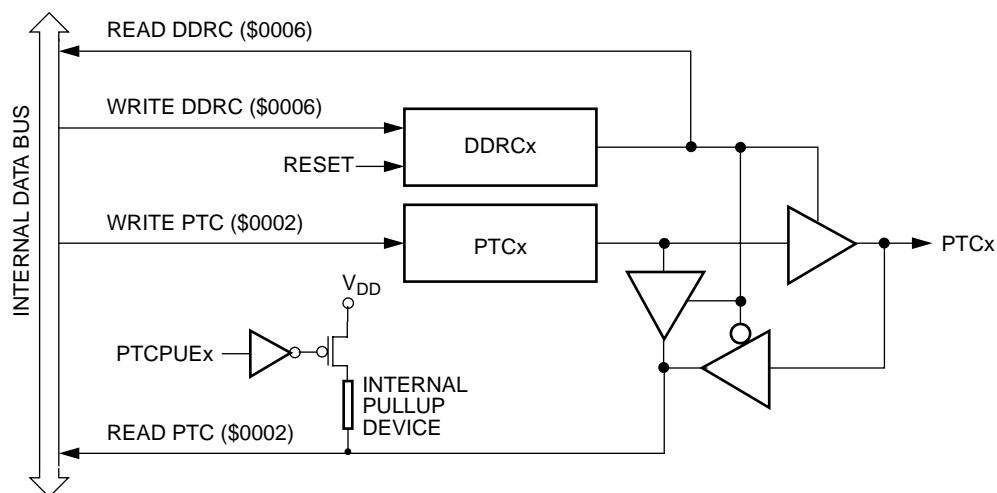 READ DDRC ($0006)
WRITE DDRC ($0006)
DDRCx
RESET
INTERNAL DATA BUS
WRITE PTC ($0002)
PTCx
PTCx
VDD
PTCPUEx
INTERNAL
PULLUP
DEVICE
READ PTC ($0002)